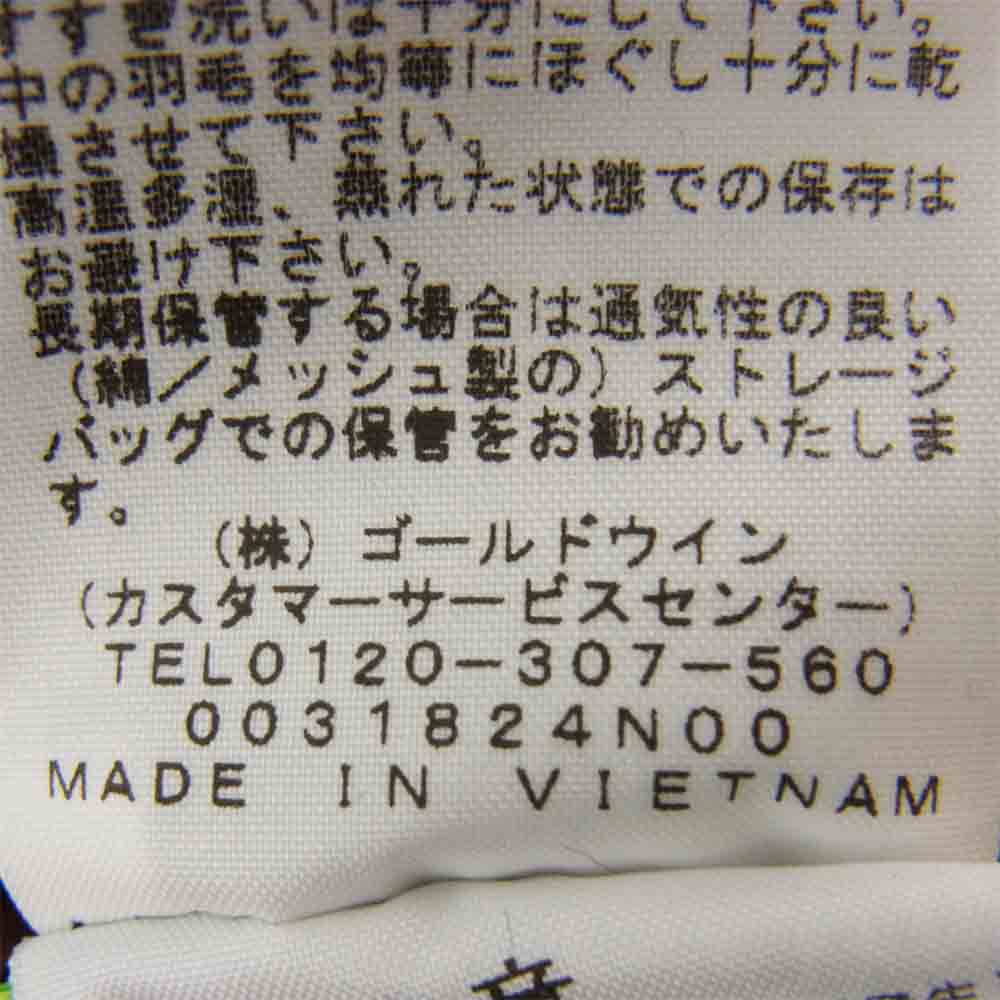 すすぎ洗いは十分にして下さい。
中の羽毛を均等にほぐし十分に乾
燥させて下さい。
高温多湿、蒸れた状態での保存は
お避け下さい。
長期保管する場合は通気性の良い
(綿／メッシュ製の)ストレージ
バッグでの保管をお勧めいたしま
す。
(株)ゴールドウイン
(カスタマーサービスセンター)
TEL0120-307-560
0031824N00
MADE IN VIETNAM